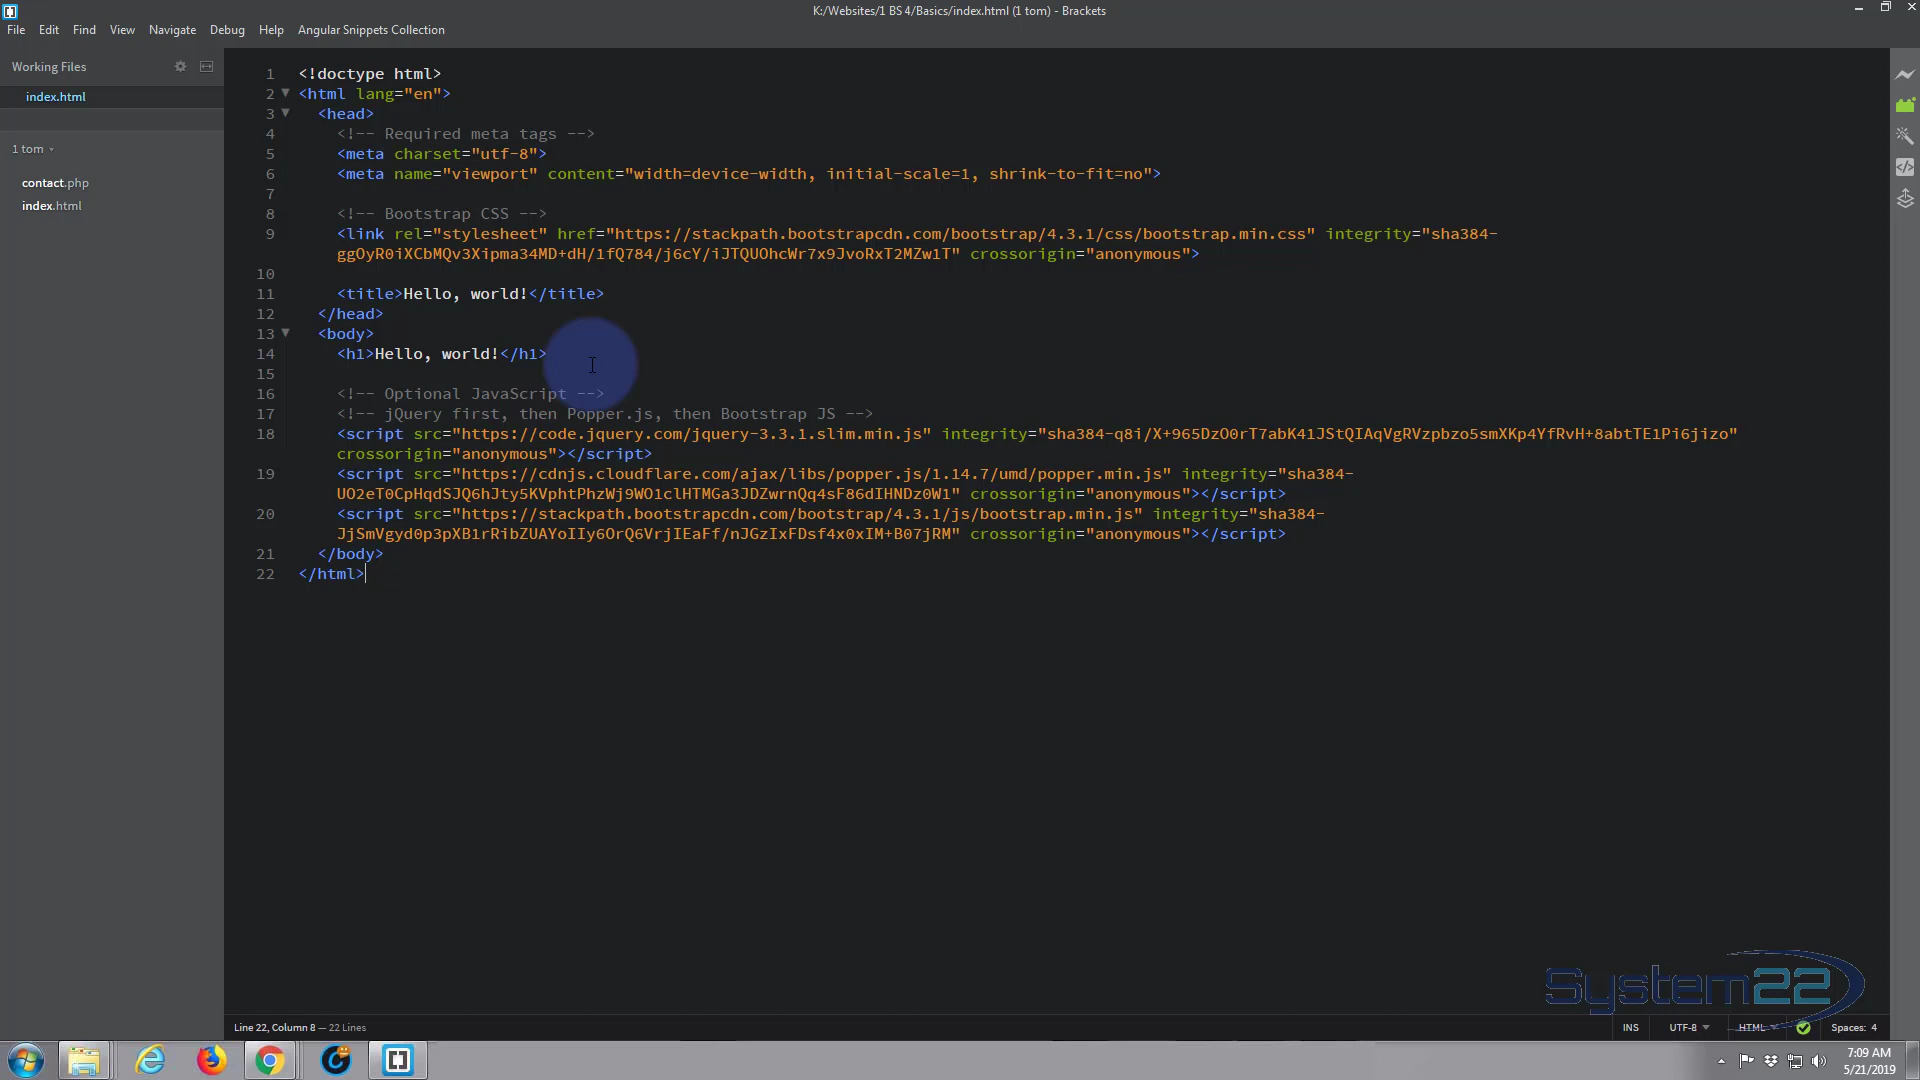 K:/Websites/1 BS 4/Basics/index.html (1 tom) - Brackets
File Edit Find View Navigate Debug Help Angular Snippets Collection
Working Files
index.html
1 tom
contact.php
index.html
1 <!doctype html>
2 <html lang="en">
3 <head>
4 <!-- Required meta tags -->
5 <meta charset="utf-8">
6 <meta name="viewport" content="width=device-width, initial-scale=1, shrink-to-fit=no">
7
8 <!-- Bootstrap CSS -->
9 <link rel="stylesheet" href="https://stackpath.bootstrapcdn.com/bootstrap/4.3.1/css/bootstrap.min.css" integrity="sha384-
ggOyR0iXCbMQv3Xipma34MD+dH/1fQ784/j6cY/iJTQUOhcWr7x9JvoRxT2MZw1T" crossorigin="anonymous">
10
11 <title>Hello, world!</title>
12 </head>
13 <body>
14 <h1>Hello, world!</h1>
15
16 <!-- Optional JavaScript -->
17 <!-- jQuery first, then Popper.js, then Bootstrap JS -->
18 <script src="https://code.jquery.com/jquery-3.3.1.slim.min.js" integrity="sha384-q8i/X+965DzO0rT7abK41JStQIAqVgRVzpbzo5smXKp4YfRvH+8abtTE1Pi6jizo"
crossorigin="anonymous"></script>
19 <script src="https://cdnjs.cloudflare.com/ajax/libs/popper.js/1.14.7/umd/popper.min.js" integrity="sha384-
UO2eT0CpHqdSJQ6hJty5KVphtPhzWj9WO1clHTMGa3JDZwrnQq4sF86dIHNDz0W1" crossorigin="anonymous"></script>
20 <script src="https://stackpath.bootstrapcdn.com/bootstrap/4.3.1/js/bootstrap.min.js" integrity="sha384-
JjSmVgyd0p3pXB1rRibZUAYoIIy6OrQ6VrjIEaFf/nJGzIxFDsf4x0xIM+B07jRM" crossorigin="anonymous"></script>
21 </body>
22 </html>
System22
Line 22, Column 8 — 22 Lines
INS UTF-8 HTML Spaces: 4
7:09 AM
5/21/2019